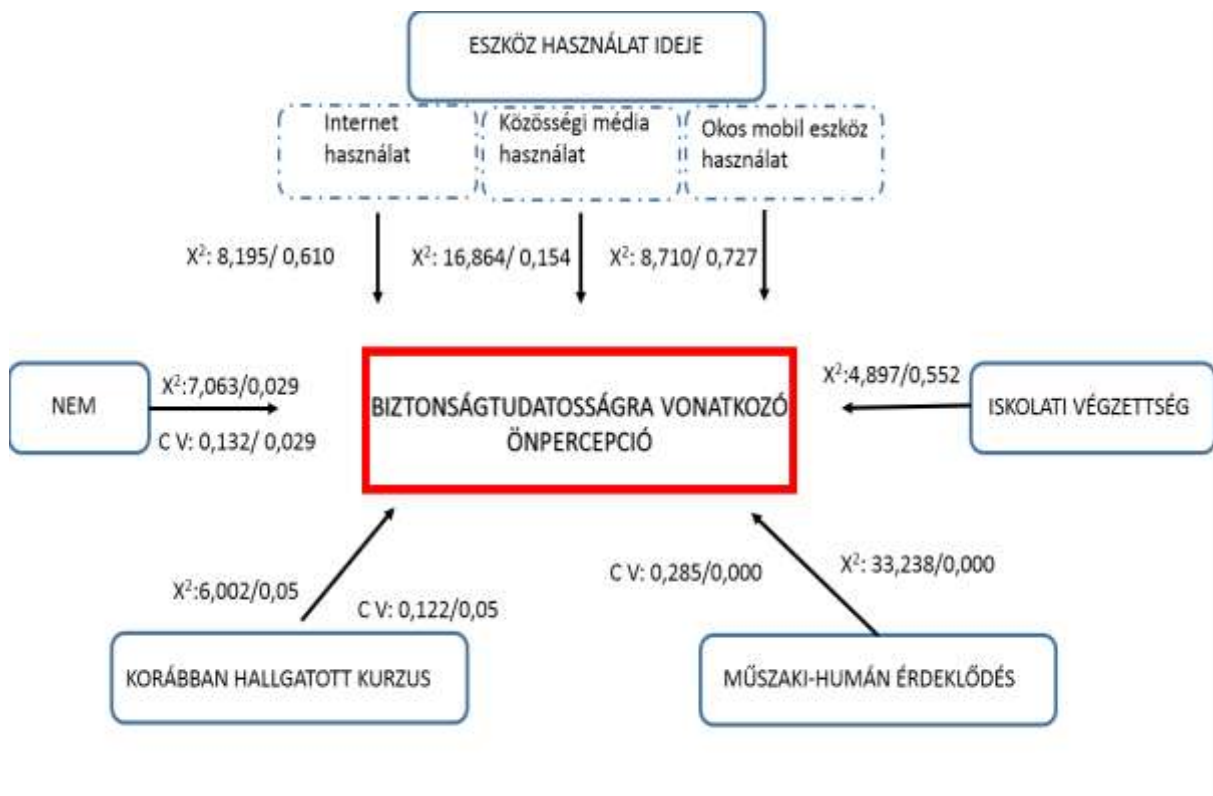 ESZKÖZ HASZNÁLAT IDEJE
Internet
használat
Közösségi média
használat
Okos mobil eszköz
használat
X²: 8,195/ 0,610
X²: 16,864/ 0,154
X²: 8,710/ 0,727
NEM
X²:7,063/0,029
C V: 0,132/ 0,029
BIZTONSÁGTUDATOSSÁGRA VONATKOZÓ
ÖNPERCEPCIÓ
X²:4,897/0,552
ISKOLATI VÉGZETTSÉG
X²:6,002/0,05
C V: 0,122/0,05
C V: 0,285/0,000
X²: 33,238/0,000
KORÁBBAN HALLGATOTT KURZUS
MŰSZAKI-HUMÁN ÉRDEKLŐDÉS